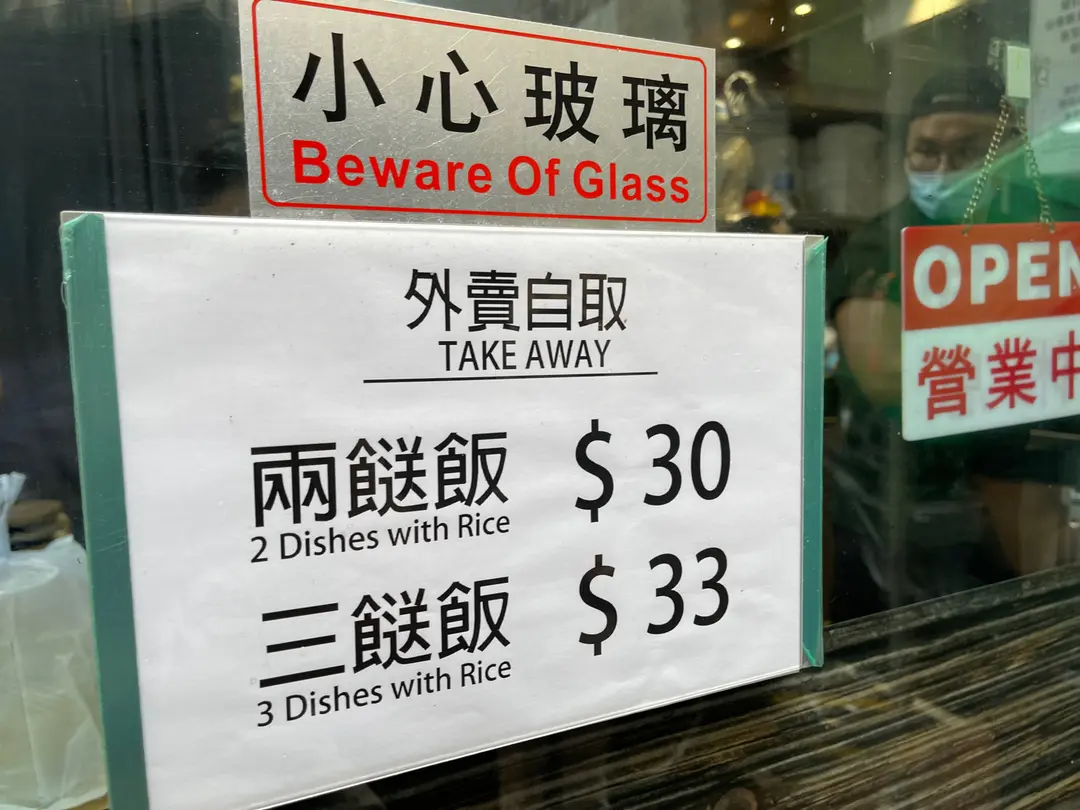 小心玻璃
Beware Of Glass
外賣自取
TAKE AWAY
兩餸飯 $ 30
2 Dishes with Rice
三餸飯 $ 33
3 Dishes with Rice
OPEN
營業中